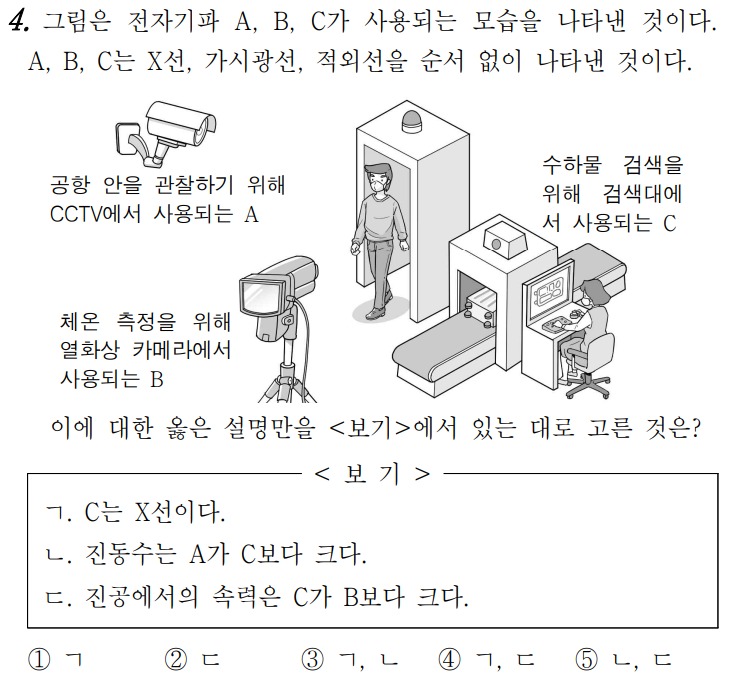 4. 그림은 전자기파 A, B, C가 사용되는 모습을 나타낸 것이다.
A, B, C는 X선, 가시광선, 적외선을 순서 없이 나타낸 것이다.
공항 안을 관찰하기 위해
CCTV에서 사용되는 A
수하물 검색을
위해 검색대에
서 사용되는 C
체온 측정을 위해
열화상 카메라에서
사용되는 B
이에 대한 옳은 설명만을 <보기>에서 있는 대로 고른 것은?
< 보 기 >
ㄱ. C는 X선이다.
ㄴ. 진동수는 A가 C보다 크다.
ㄷ. 진공에서의 속력은 C가 B보다 크다.
① ㄱ ② ㄷ ③ ㄱ, ㄴ ④ ㄱ, ㄷ ⑤ ㄴ, ㄷ